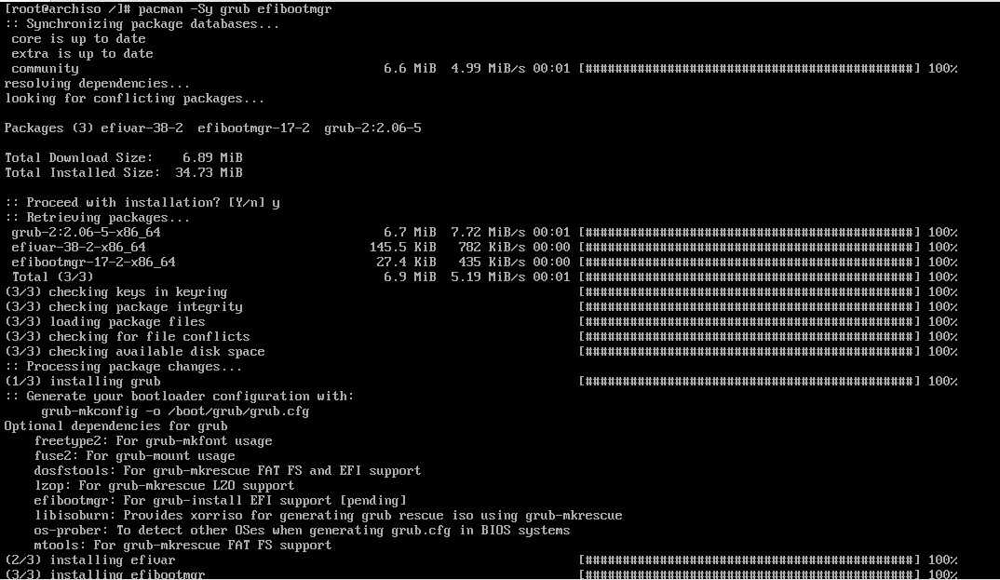 [root@archiso /]# pacman -Sy grub efibootmgr
:: Synchronizing package databases...
 core is up to date
 extra is up to date
 community 6.6 MiB 4.99 MiB/s 00:01 [############################################] 100%
resolving dependencies...
looking for conflicting packages...
Packages (3) efivar-38-2  efibootmgr-17-2  grub-2:2.06-5
Total Download Size:    6.89 MiB
Total Installed Size:  34.73 MiB
:: Proceed with installation? [Y/n] y
:: Retrieving packages...
 grub-2:2.06-5-x86_64 6.7 MiB 7.72 MiB/s 00:01 [############################################] 100%
 efivar-38-2-x86_64 145.5 KiB 782 KiB/s 00:00 [############################################] 100%
 efibootmgr-17-2-x86_64 27.4 KiB 435 KiB/s 00:00 [############################################] 100%
 Total (3/3) 6.9 MiB 5.19 MiB/s 00:01 [############################################] 100%
(3/3) checking keys in keyring [############################################] 100%
(3/3) checking package integrity [############################################] 100%
(3/3) loading package files [############################################] 100%
(3/3) checking for file conflicts [############################################] 100%
(3/3) checking available disk space [############################################] 100%
:: Processing package changes...
(1/3) installing grub [############################################] 100%
:: Generate your bootloader configuration with:
     grub-mkconfig -o /boot/grub/grub.cfg
Optional dependencies for grub
    freetype2: For grub-mkfont usage
    fuse2: For grub-mount usage
    dosfstools: For grub-mkrescue FAT FS and EFI support
    lzop: For grub-mkrescue LZO support
    efibootmgr: For grub-install EFI support [pending]
    libisoburn: Provides xorriso for generating grub rescue iso using grub-mkrescue
    os-prober: To detect other OSes when generating grub.cfg in BIOS systems
    mtools: For grub-mkrescue FAT FS support
(2/3) installing efivar [############################################] 100%
(3/3) installing efibootmgr [############################################] 100%